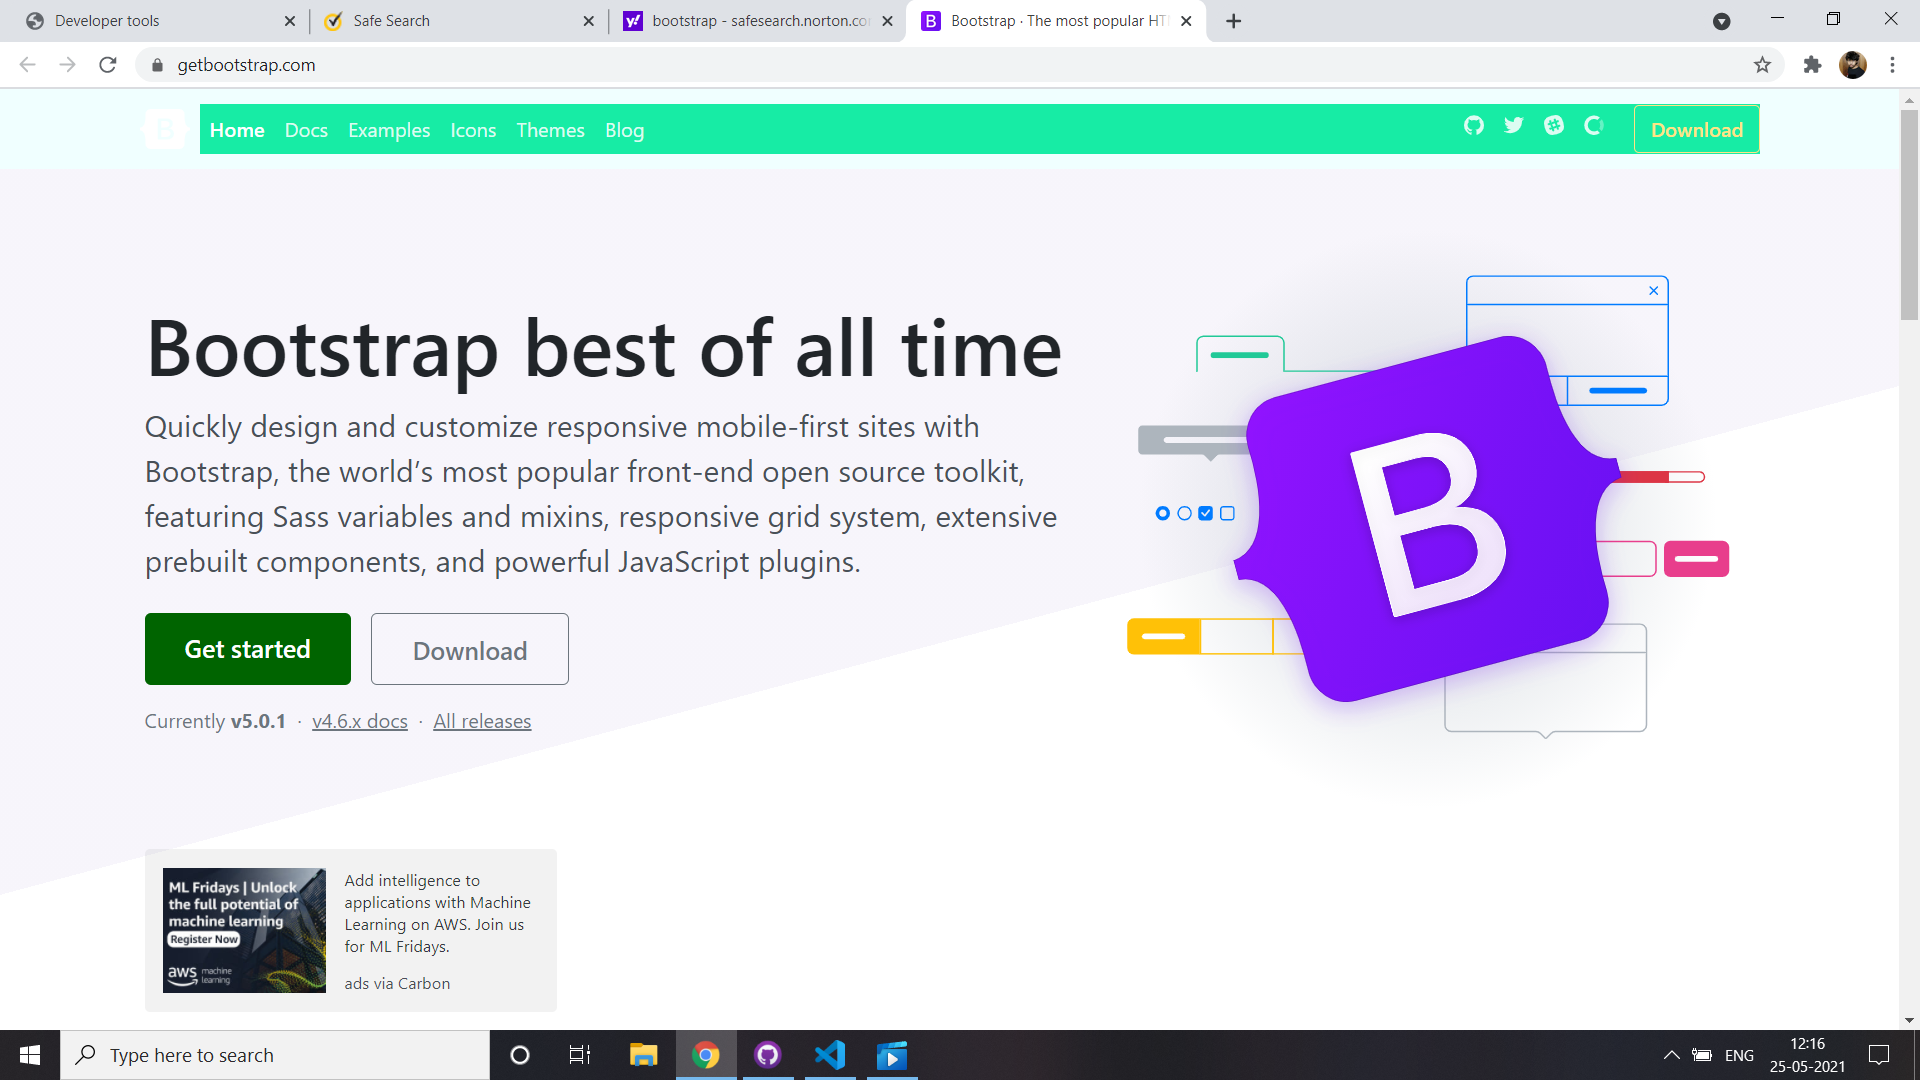 Developer tools
Safe Search
bootstrap - safesearch.norton.co
Bootstrap · The most popular HT
getbootstrap.com
B
Home
Docs
Examples
Icons
Themes
Blog
Download
Bootstrap best of all time
Quickly design and customize responsive mobile-first sites with
Bootstrap, the world’s most popular front-end open source toolkit,
featuring Sass variables and mixins, responsive grid system, extensive
prebuilt components, and powerful JavaScript plugins.
Get started
Download
Currently v5.0.1 · v4.6.x docs · All releases
B
ML Fridays | Unlock
the full potential of
machine learning
Register Now
aws machine
learning
Add intelligence to
applications with Machine
Learning on AWS. Join us
for ML Fridays.
ads via Carbon
Type here to search
ENG
12:16
25-05-2021